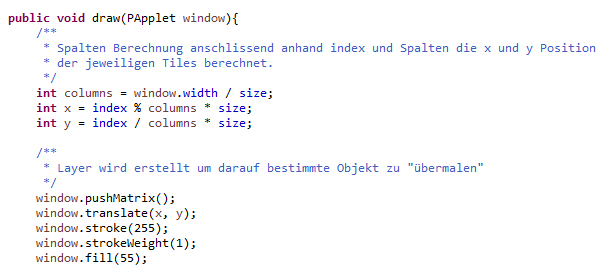 public void draw(PApplet window){
/**
* Spalten Berechnung anschlissend anhand index und Spalten die x und y Position
* der jeweiligen Tiles berechnet.
*/
int columns = window.width / size;
int x = index % columns * size;
int y = index / columns * size;
/**
* Layer wird erstellt um darauf bestimmte Objekt zu "übermalen"
*/
window.pushMatrix();
window.translate(x, y);
window.stroke(255);
window.strokeWeight(1);
window.fill(55);